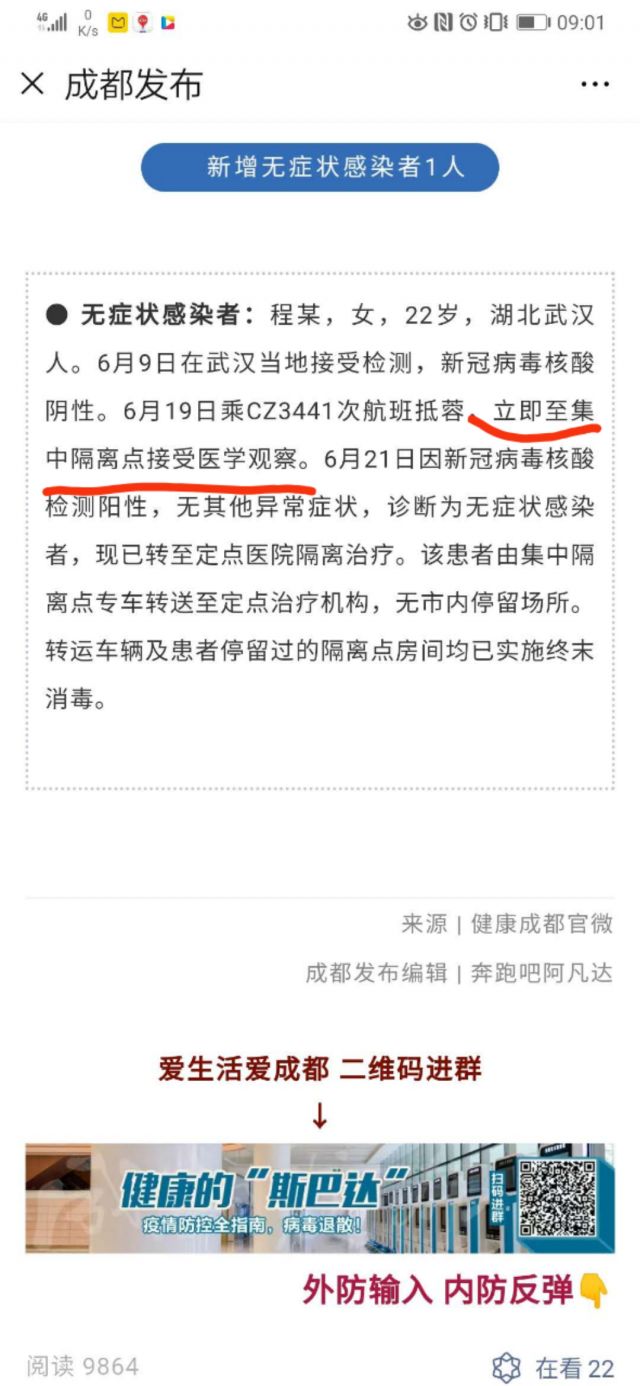 4G
0
K/s
09:01
成都发布
新增无症状感染者1人
● 无症状感染者：程某，女，22岁，湖北武汉
人。6月9日在武汉当地接受检测，新冠病毒核酸
阴性。6月19日乘CZ3441次航班抵蓉，立即至集
中隔离点接受医学观察。6月21日因新冠病毒核酸
检测阳性，无其他异常症状，诊断为无症状感染
者，现已转至定点医院隔离治疗。该患者由集中隔
离点专车转送至定点治疗机构，无市内停留场所。
转运车辆及患者停留过的隔离点房间均已实施终末
消毒。
来源 | 健康成都官微
成都发布编辑 | 奔跑吧阿凡达
爱生活爱成都 二维码进群
↓
健康的“斯巴达”
疫情防控全指南，病毒退散！
扫码进群
外防输入 内防反弹👇
阅读 9864
在看 22